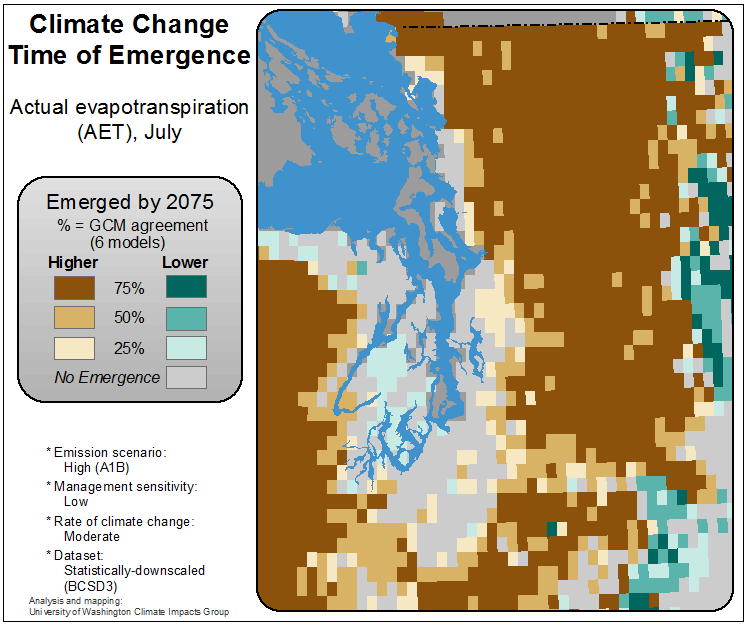 Climate Change
Time of Emergence
Actual evapotranspiration
(AET), July
Emerged by 2075
% = GCM agreement
(6 models)
Higher Lower
75%
50%
25%
No Emergence
* Emission scenario:
High (A1B)
* Management sensitivity:
Low
* Rate of climate change:
Moderate
* Dataset:
Statistically-downscaled
(BCSD3)
Analysis and mapping:
University of Washington Climate Impacts Group